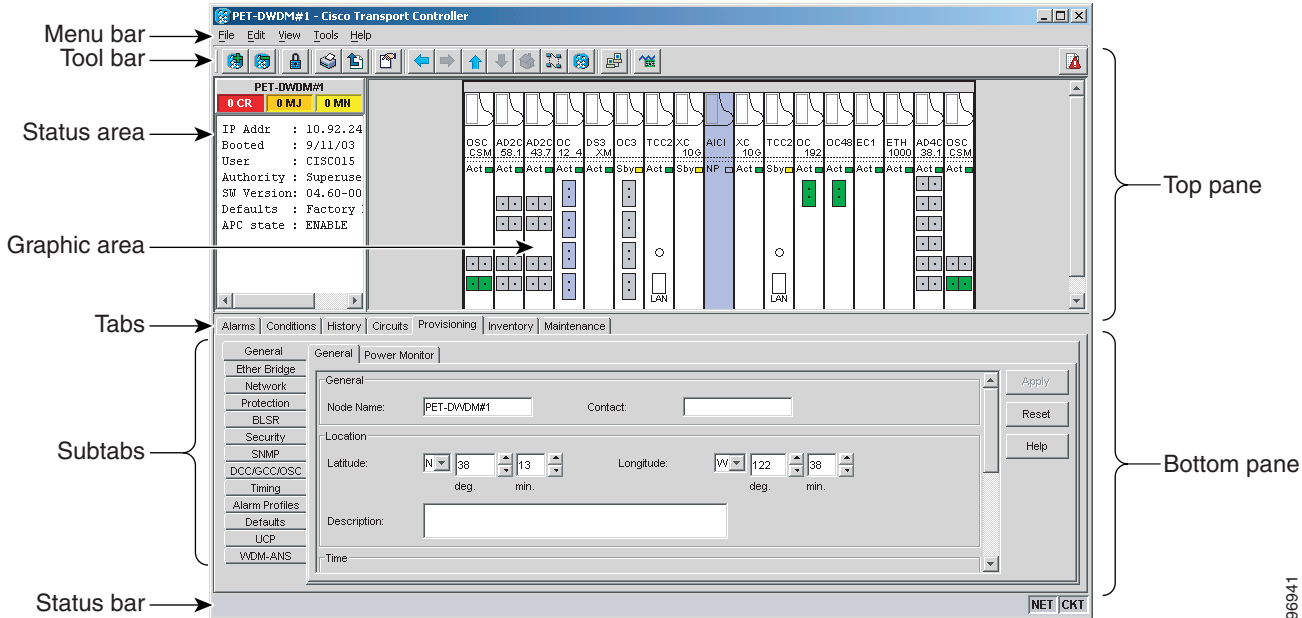 PET-DWDM#1 - Cisco Transport Controller
Menu bar
File Edit View Tools Help
Tool bar
PET-DWDM#1
0 CR 0 MJ 0 MN
Status area
IP Addr : 10.92.24
Booted : 9/11/03
User : CISC015
Authority : Superuse
SW Version: 04.60-00
Defaults : Factory
APC state : ENABLE
OSC AD2C AD2C OC DS3 OC3 TCC2 XC AICI XC TCC2 OC OC48 EC1 ETH AD4C OSC
CSM 58.1 43.7 12_4 XM 10G 10G 192 1000 38.1 CSM
Act Act Act Act Act Sby Act Sby NP Act Sby Act Act Act Act Act Act
LAN LAN
Top pane
Graphic area
Tabs
Alarms Conditions History Circuits Provisioning Inventory Maintenance
General
Ether Bridge
Network
Protection
BLSR
Security
SNMP
DCC/GCC/OSC
Timing
Alarm Profiles
Defaults
UCP
WDM-ANS
Subtabs
General Power Monitor
General
Node Name: PET-DWDM#1 Contact:
Location
Latitude: N 38 13 Longitude: W 122 38
deg. min. deg. min.
Description:
Time
Apply
Reset
Help
Bottom pane
Status bar
NET CKT
96941